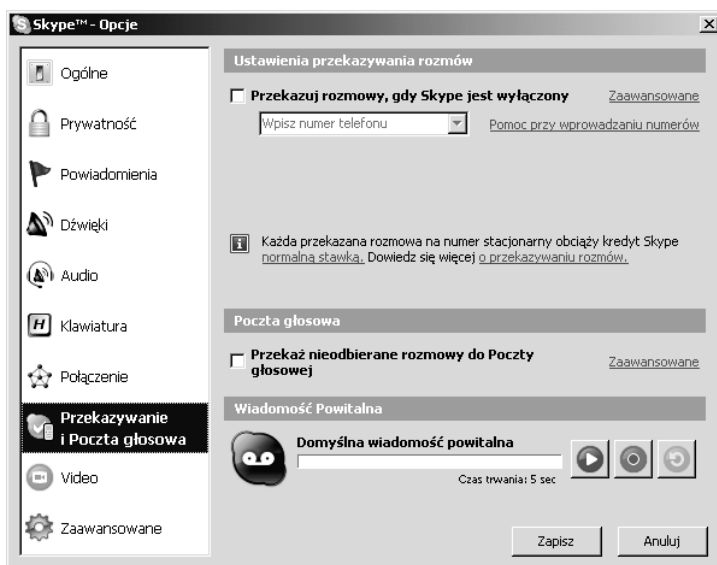 Skype™ - Opcje
Ogólne
Prywatność
Powiadomienia
Dźwięki
Audio
Klawiatura
Połączenie
Przekazywanie
i Poczta głosowa
Video
Zaawansowane
Ustawienia przekazywania rozmów
Przekazuj rozmowy, gdy Skype jest wyłączony
Zaawansowane
Wpisz numer telefonu
Pomoc przy wprowadzaniu numerów
Każda przekazana rozmowa na numer stacjonarny obciąży kredyt Skype
normalną stawką. Dowiedz się więcej o przekazywaniu rozmów.
Poczta głosowa
Przekaż nieodbierane rozmowy do Poczty
głosowej
Zaawansowane
Wiadomość Powitalna
Domyślna wiadomość powitalna
Czas trwania: 5 sec
Zapisz
Anuluj